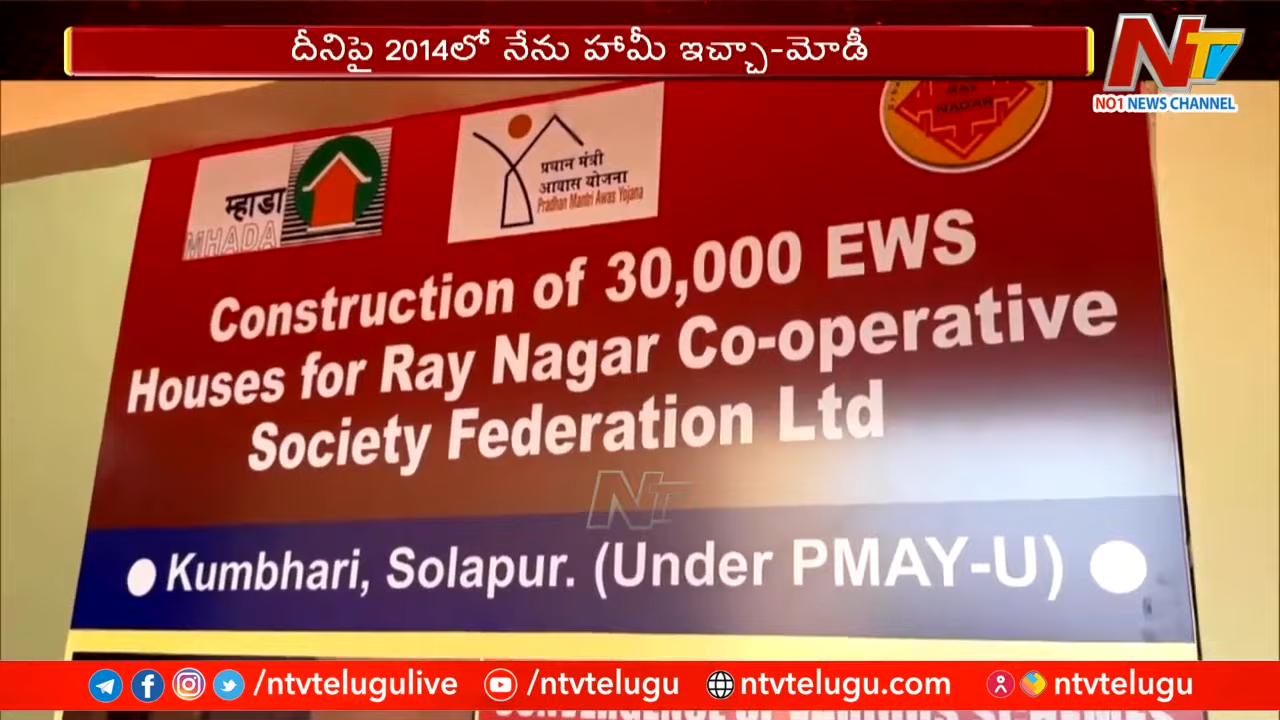 దీనిపై 2014లో నేను హామీ ఇచ్చా-మోడీ
NTV
NO1 NEWS CHANNEL
RAY
NAGAR
म्हाडा
MHADA
प्रधान मंत्री
आवास योजना
Pradhan Mantri Awas Yojana
Construction of 30,000 EWS
Houses for Ray Nagar Co-operative
Society Federation Ltd
NTV
Kumbhari, Solapur. (Under PMAY-U)
/ntvtelugulive
/ntvtelugu
ntvtelugu.com
ntvtelugu